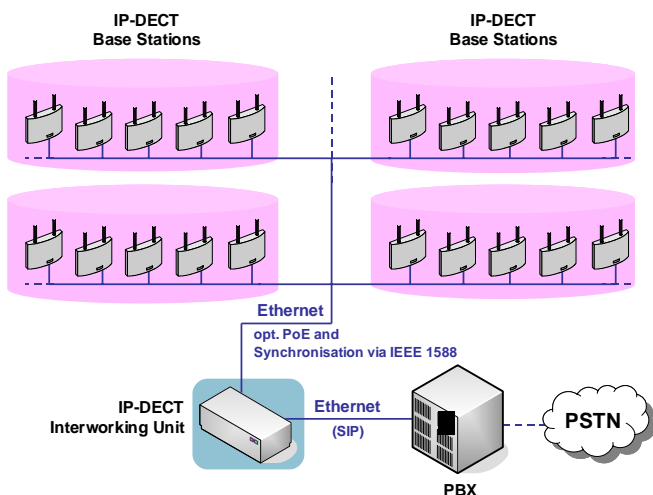 IP-DECT
Base Stations
IP-DECT
Base Stations
Ethernet
opt. PoE and
Synchronisation via IEEE 1588
IP-DECT
Interworking Unit
Ethernet
(SIP)
PSTN
PBX